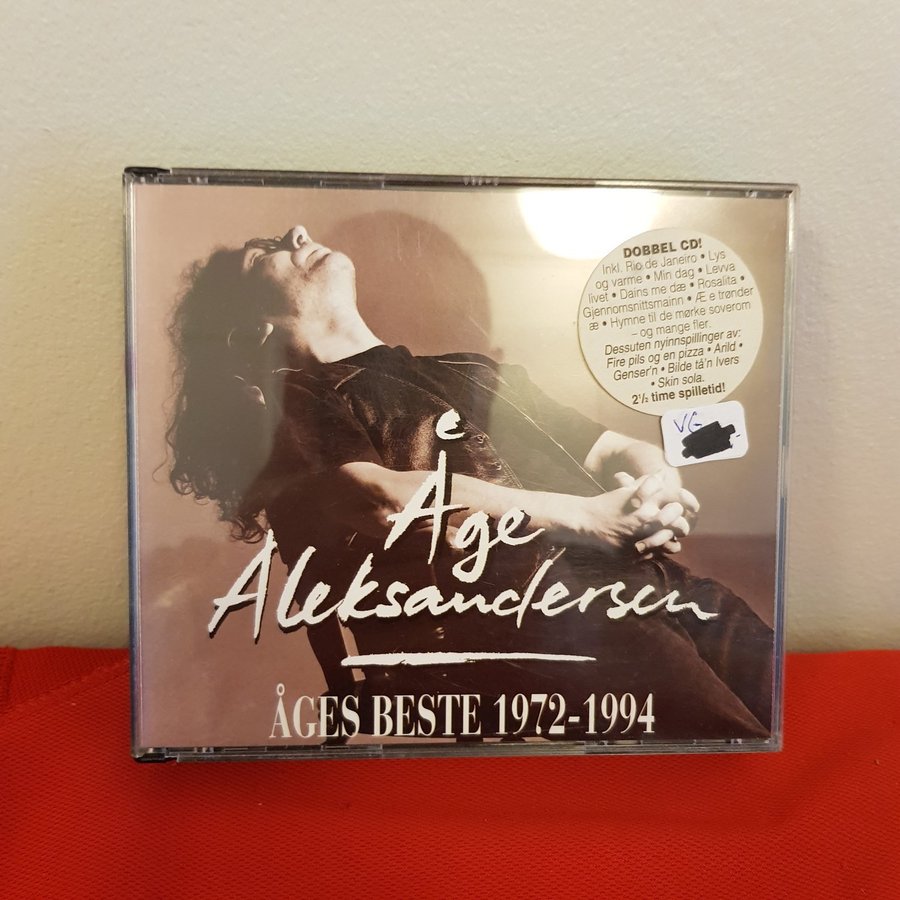 DOBBEL CD!
Inkl. Rio de Janeiro • Lys
og varme • Min dag • Levva
livet • Dains me dæ • Rosalita •
Gjennomsnittsmainn • Æ e trønder
æ • Hymne til de mørke soverom
– og mange fler.
Dessuten nyinnspillinger av:
Fire pils og en pizza • Arild •
Genser'n • Bilde tå'n Ivers
• Skin sola.
2½ time spilletid!
VG
Åge
Aleksandersen
ÅGES BESTE 1972-1994